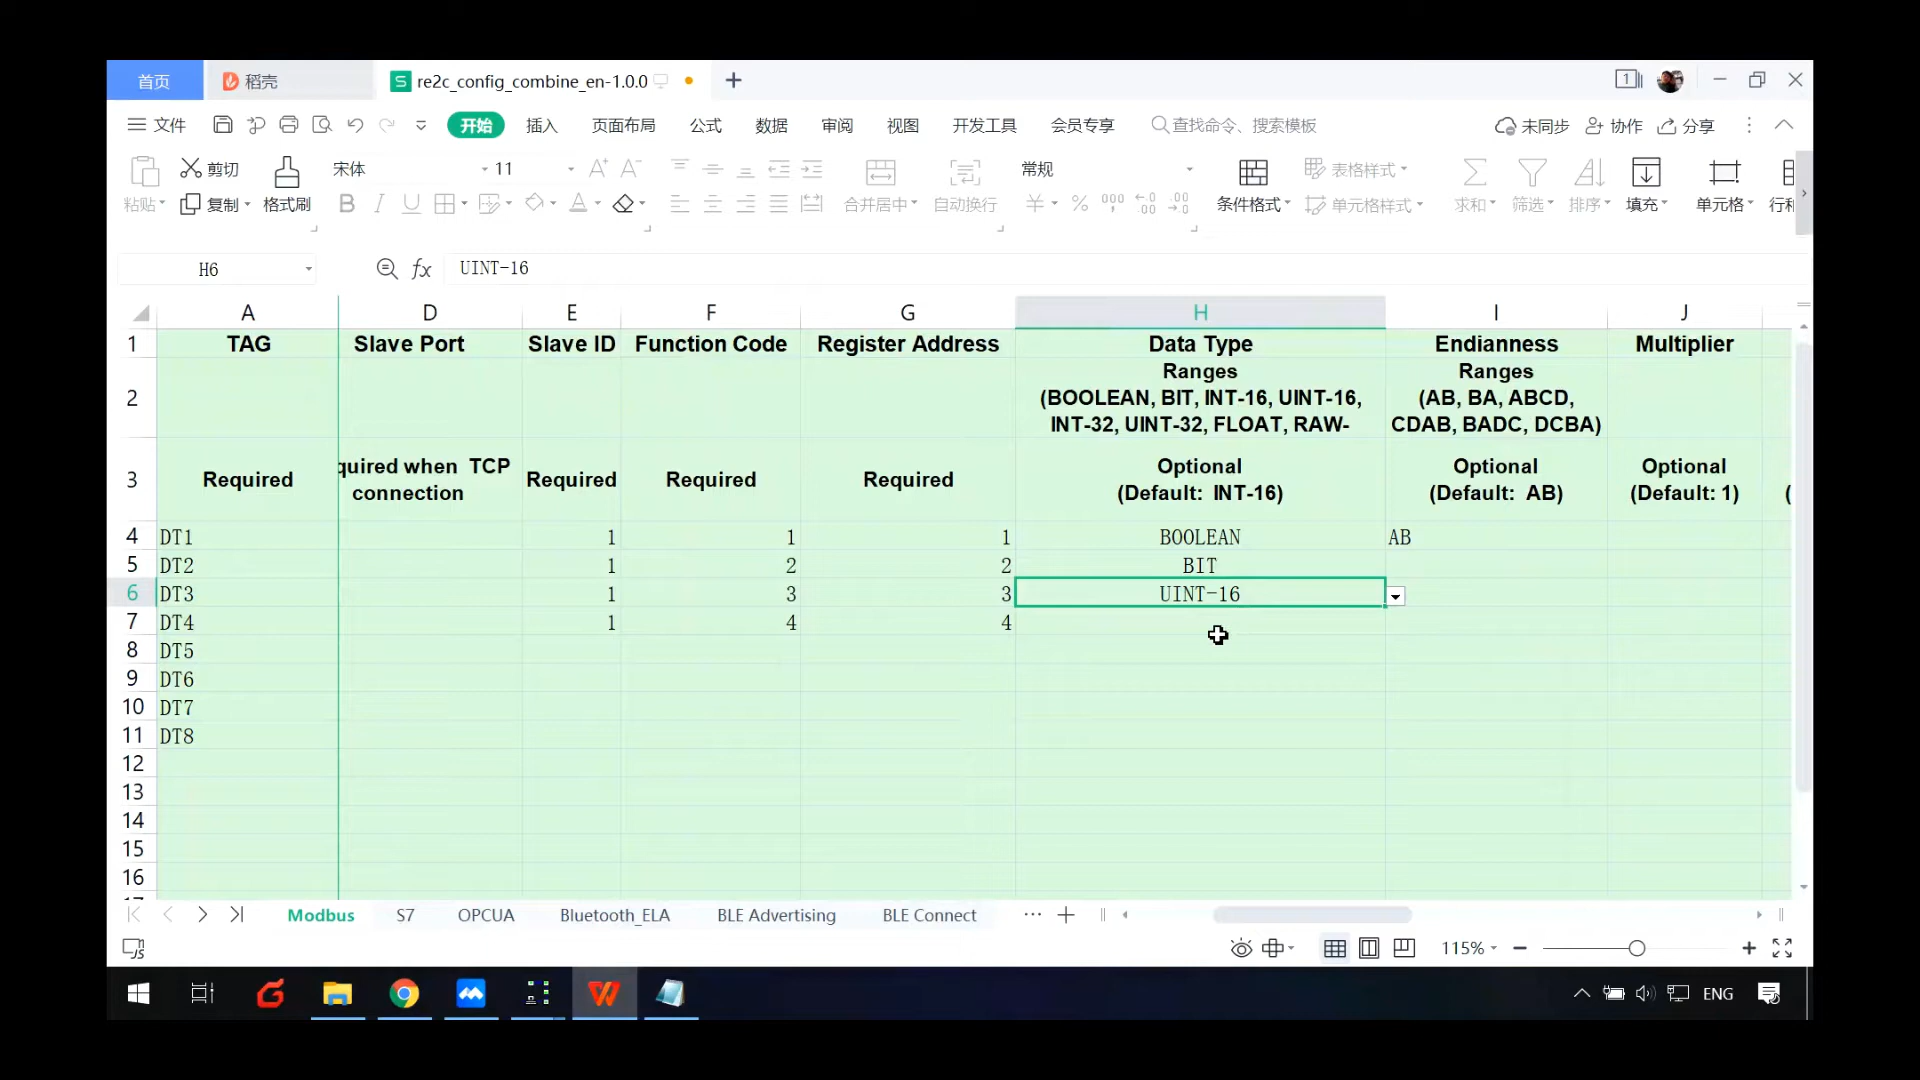 首页 稻壳 S re2c_config_combine_en-1.0.0
文件 开始 插入 页面布局 公式 数据 审阅 视图 开发工具 会员专享 查找命令、搜索模板 未同步 协作 分享
剪切 宋体 11 常规 表格样式
粘贴 复制 格式刷 合并居中 自动换行 条件格式 单元格样式 求和 筛选 排序 填充 单元格
H6 fx UINT-16
A D E F G H I J
1 TAG Slave Port Slave ID Function Code Register Address Data Type Endianness Multiplier
2 Ranges Ranges
(BOOLEAN, BIT, INT-16, UINT-16, (AB, BA, ABCD,
INT-32, UINT-32, FLOAT, RAW- CDAB, BADC, DCBA)
3 Required quired when TCP connection Required Required Required Optional Optional Optional
(Default: INT-16) (Default: AB) (Default: 1) (
4 DT1 1 1 1 BOOLEAN AB
5 DT2 1 2 2 BIT
6 DT3 1 3 3 UINT-16
7 DT4 1 4 4
8 DT5
9 DT6
10 DT7
11 DT8
12
13
14
15
16
Modbus S7 OPCUA Bluetooth_ELA BLE Advertising BLE Connect ···
115%
ENG